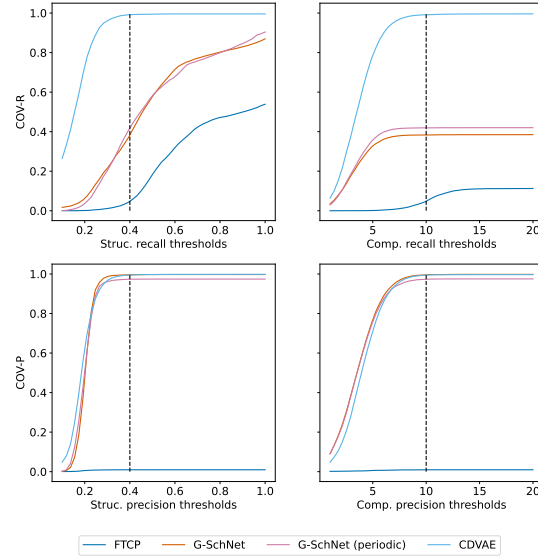 1.0
0.8
0.6
0.4
0.2
0.0
COV-R
0.2 0.4 0.6 0.8 1.0
Struc. recall thresholds
5 10 15 20
Comp. recall thresholds
1.0
0.8
0.6
0.4
0.2
0.0
COV-P
0.2 0.4 0.6 0.8 1.0
Struc. precision thresholds
5 10 15 20
Comp. precision thresholds
FTCP G-SchNet G-SchNet (periodic) CDVAE